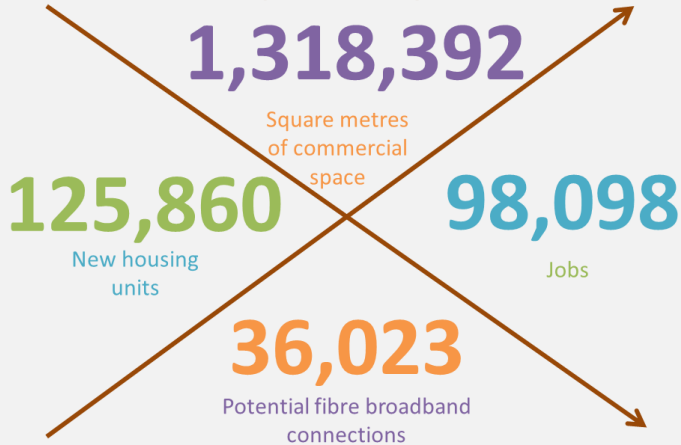 1,318,392
Square metres
of commercial
space
125,860
New housing
units
98,098
Jobs
36,023
Potential fibre broadband
connections